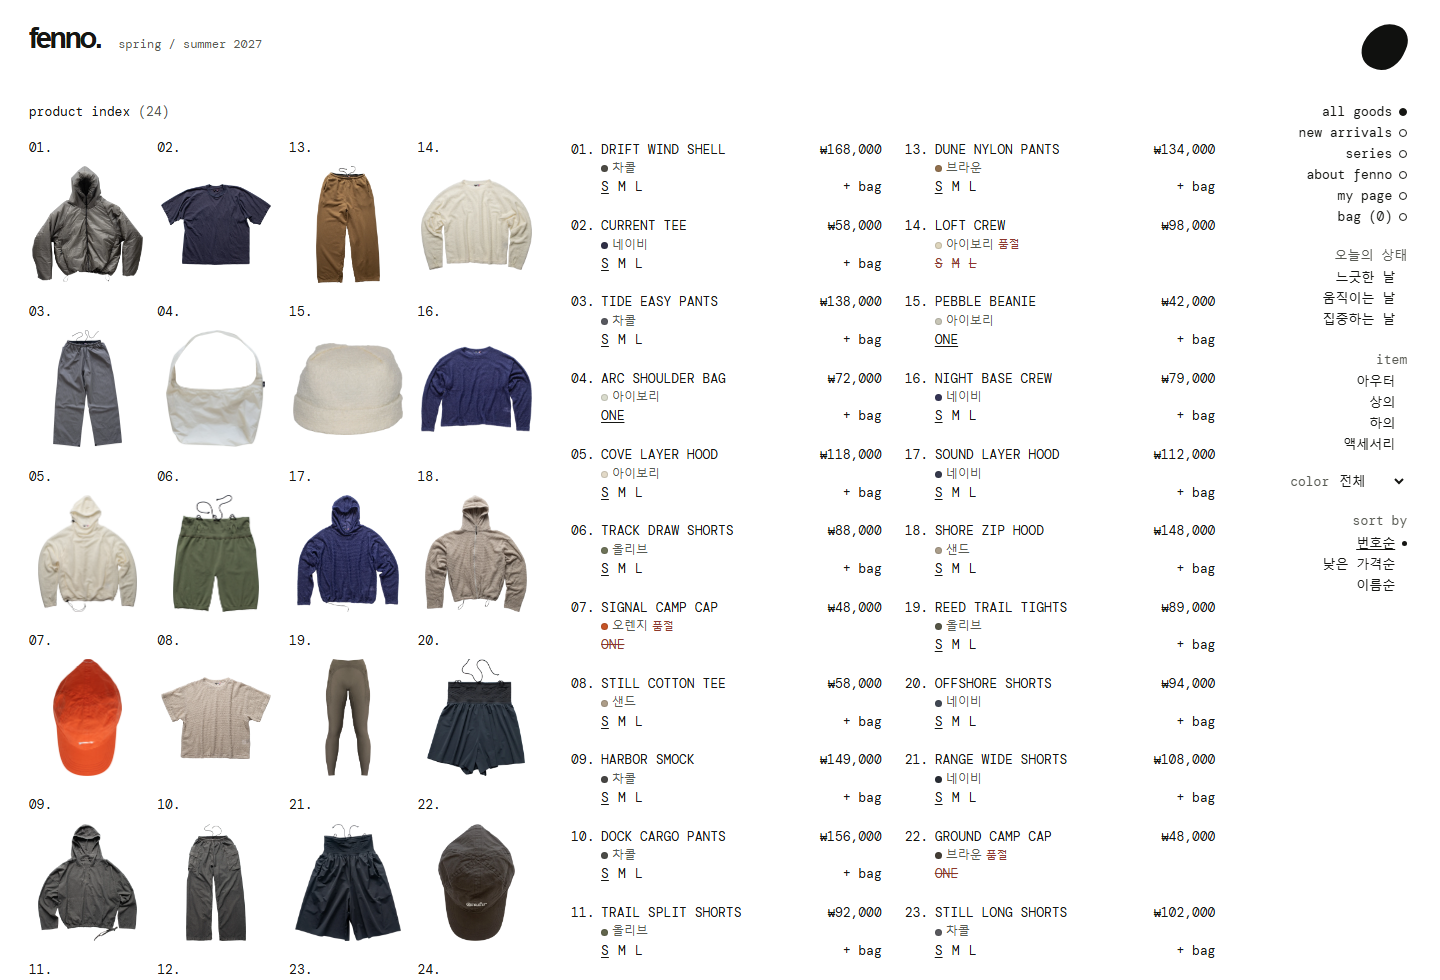 fenno. spring / summer 2027
product index (24)
01. 02. 13. 14.
03. 04. 15. 16.
05. 06. 17. 18.
07. 08. 19. 20.
09. 10. 21. 22.
11. 12. 23. 24.
01. DRIFT WIND SHELL ₩168,000
차콜
S M L + bag
02. CURRENT TEE ₩58,000
네이비
S M L + bag
03. TIDE EASY PANTS ₩138,000
차콜
S M L + bag
04. ARC SHOULDER BAG ₩72,000
아이보리
ONE + bag
05. COVE LAYER HOOD ₩118,000
아이보리
S M L + bag
06. TRACK DRAW SHORTS ₩88,000
올리브
S M L + bag
07. SIGNAL CAMP CAP ₩48,000
오렌지 품절
ONE
08. STILL COTTON TEE ₩58,000
샌드
S M L + bag
09. HARBOR SMOCK ₩149,000
차콜
S M L + bag
10. DOCK CARGO PANTS ₩156,000
차콜
S M L + bag
11. TRAIL SPLIT SHORTS ₩92,000
올리브
S M L + bag
13. DUNE NYLON PANTS ₩134,000
브라운
S M L + bag
14. LOFT CREW ₩98,000
아이보리 품절
S M L
15. PEBBLE BEANIE ₩42,000
아이보리
ONE + bag
16. NIGHT BASE CREW ₩79,000
네이비
S M L + bag
17. SOUND LAYER HOOD ₩112,000
네이비
S M L + bag
18. SHORE ZIP HOOD ₩148,000
샌드
S M L + bag
19. REED TRAIL TIGHTS ₩89,000
올리브
S M L + bag
20. OFFSHORE SHORTS ₩94,000
네이비
S M L + bag
21. RANGE WIDE SHORTS ₩108,000
네이비
S M L + bag
22. GROUND CAMP CAP ₩48,000
브라운 품절
ONE
23. STILL LONG SHORTS ₩102,000
차콜
S M L + bag
all goods
new arrivals
series
about fenno
my page
bag (0)
오늘의 상태
느긋한 날
움직이는 날
집중하는 날
item
아우터
상의
하의
액세서리
color 전체
sort by
번호순
낮은 가격순
이름순